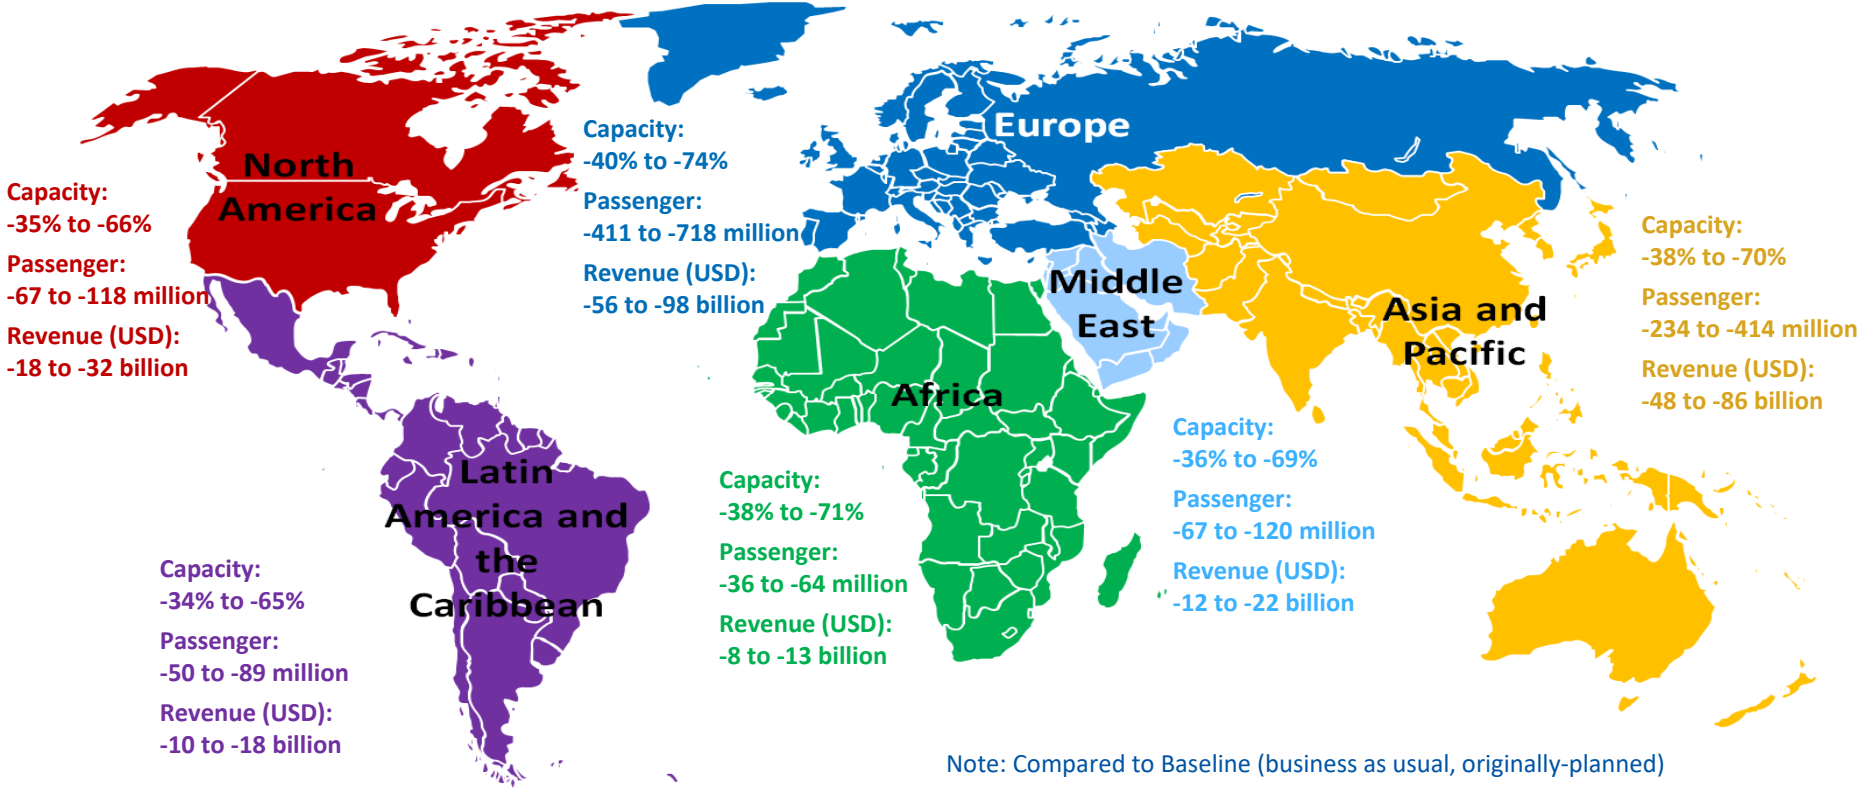 North
America
Capacity:
-35% to -66%
Passenger:
-67 to -118 million
Revenue (USD):
-18 to -32 billion
Capacity:
-40% to -74%
Passenger:
-411 to -718 million
Revenue (USD):
-56 to -98 billion
Europe
Middle
East
Asia and
Pacific
Capacity:
-38% to -70%
Passenger:
-234 to -414 million
Revenue (USD):
-48 to -86 billion
Africa
Capacity:
-36% to -69%
Passenger:
-67 to -120 million
Revenue (USD):
-12 to -22 billion
Latin
America and
the
Caribbean
Capacity:
-38% to -71%
Passenger:
-36 to -64 million
Revenue (USD):
-8 to -13 billion
Capacity:
-34% to -65%
Passenger:
-50 to -89 million
Revenue (USD):
-10 to -18 billion
Note: Compared to Baseline (business as usual, originally-planned)